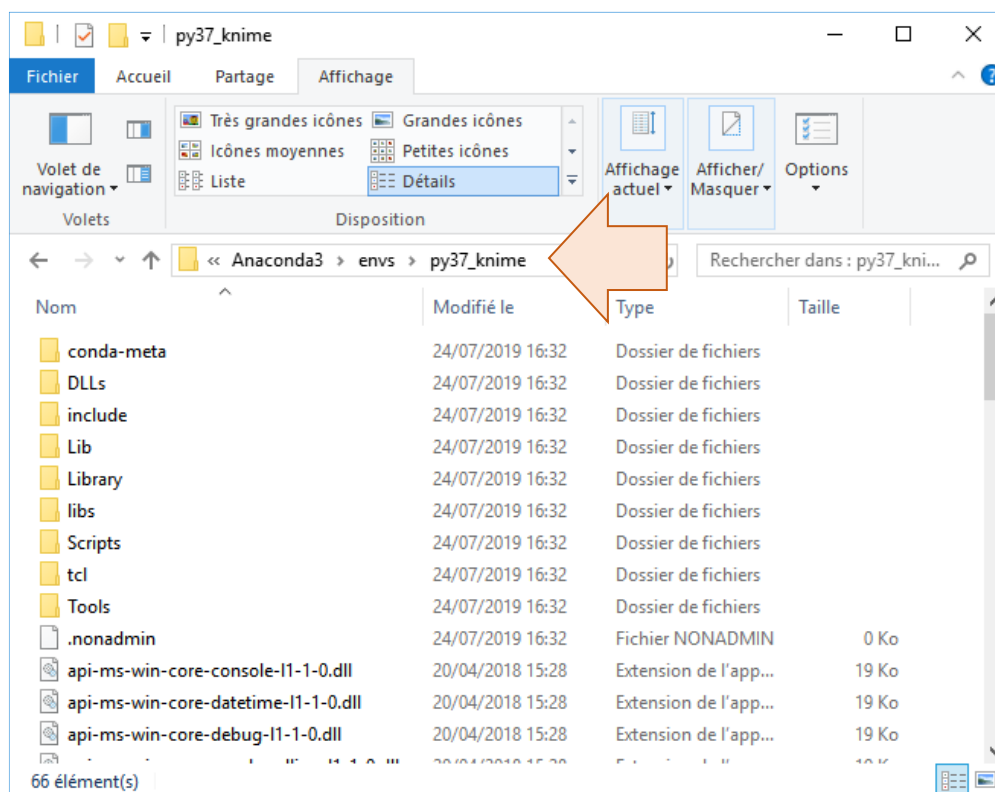 py37_knime
Fichier Accueil Partage Affichage
Très grandes icônes Grandes icônes
Icônes moyennes Petites icônes
Liste Détails
Volet de navigation
Affichage actuel
Afficher/ Masquer
Options
Volets Disposition
« Anaconda3 > envs > py37_knime
Rechercher dans : py37_kni...
Nom Modifié le Type Taille
conda-meta 24/07/2019 16:32 Dossier de fichiers
DLLs 24/07/2019 16:32 Dossier de fichiers
include 24/07/2019 16:32 Dossier de fichiers
Lib 24/07/2019 16:32 Dossier de fichiers
Library 24/07/2019 16:32 Dossier de fichiers
libs 24/07/2019 16:32 Dossier de fichiers
Scripts 24/07/2019 16:32 Dossier de fichiers
tcl 24/07/2019 16:32 Dossier de fichiers
Tools 24/07/2019 16:32 Dossier de fichiers
.nonadmin 24/07/2019 16:32 Fichier NONADMIN 0 Ko
api-ms-win-core-console-l1-1-0.dll 20/04/2018 15:28 Extension de l'app... 19 Ko
api-ms-win-core-datetime-l1-1-0.dll 20/04/2018 15:28 Extension de l'app... 19 Ko
api-ms-win-core-debug-l1-1-0.dll 20/04/2018 15:28 Extension de l'app... 19 Ko
66 élément(s)